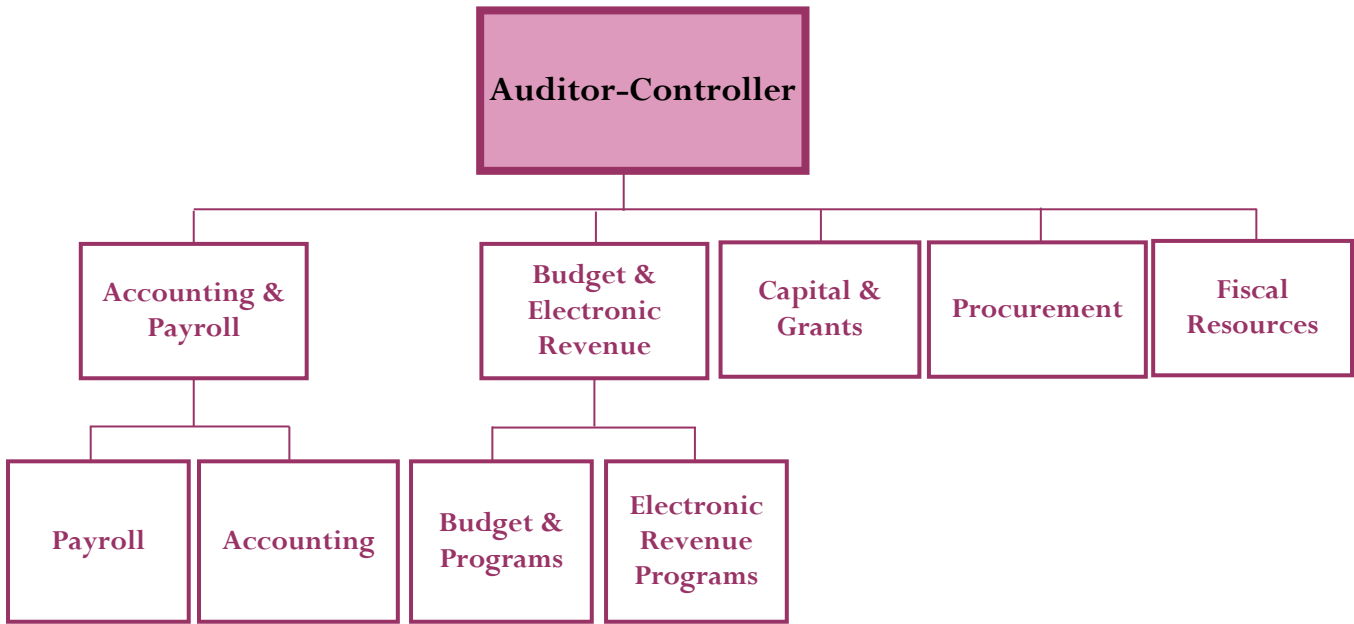 Auditor-Controller
Accounting &
Payroll
Budget &
Electronic
Revenue
Capital &
Grants
Procurement
Fiscal
Resources
Payroll
Accounting
Budget &
Programs
Electronic
Revenue
Programs